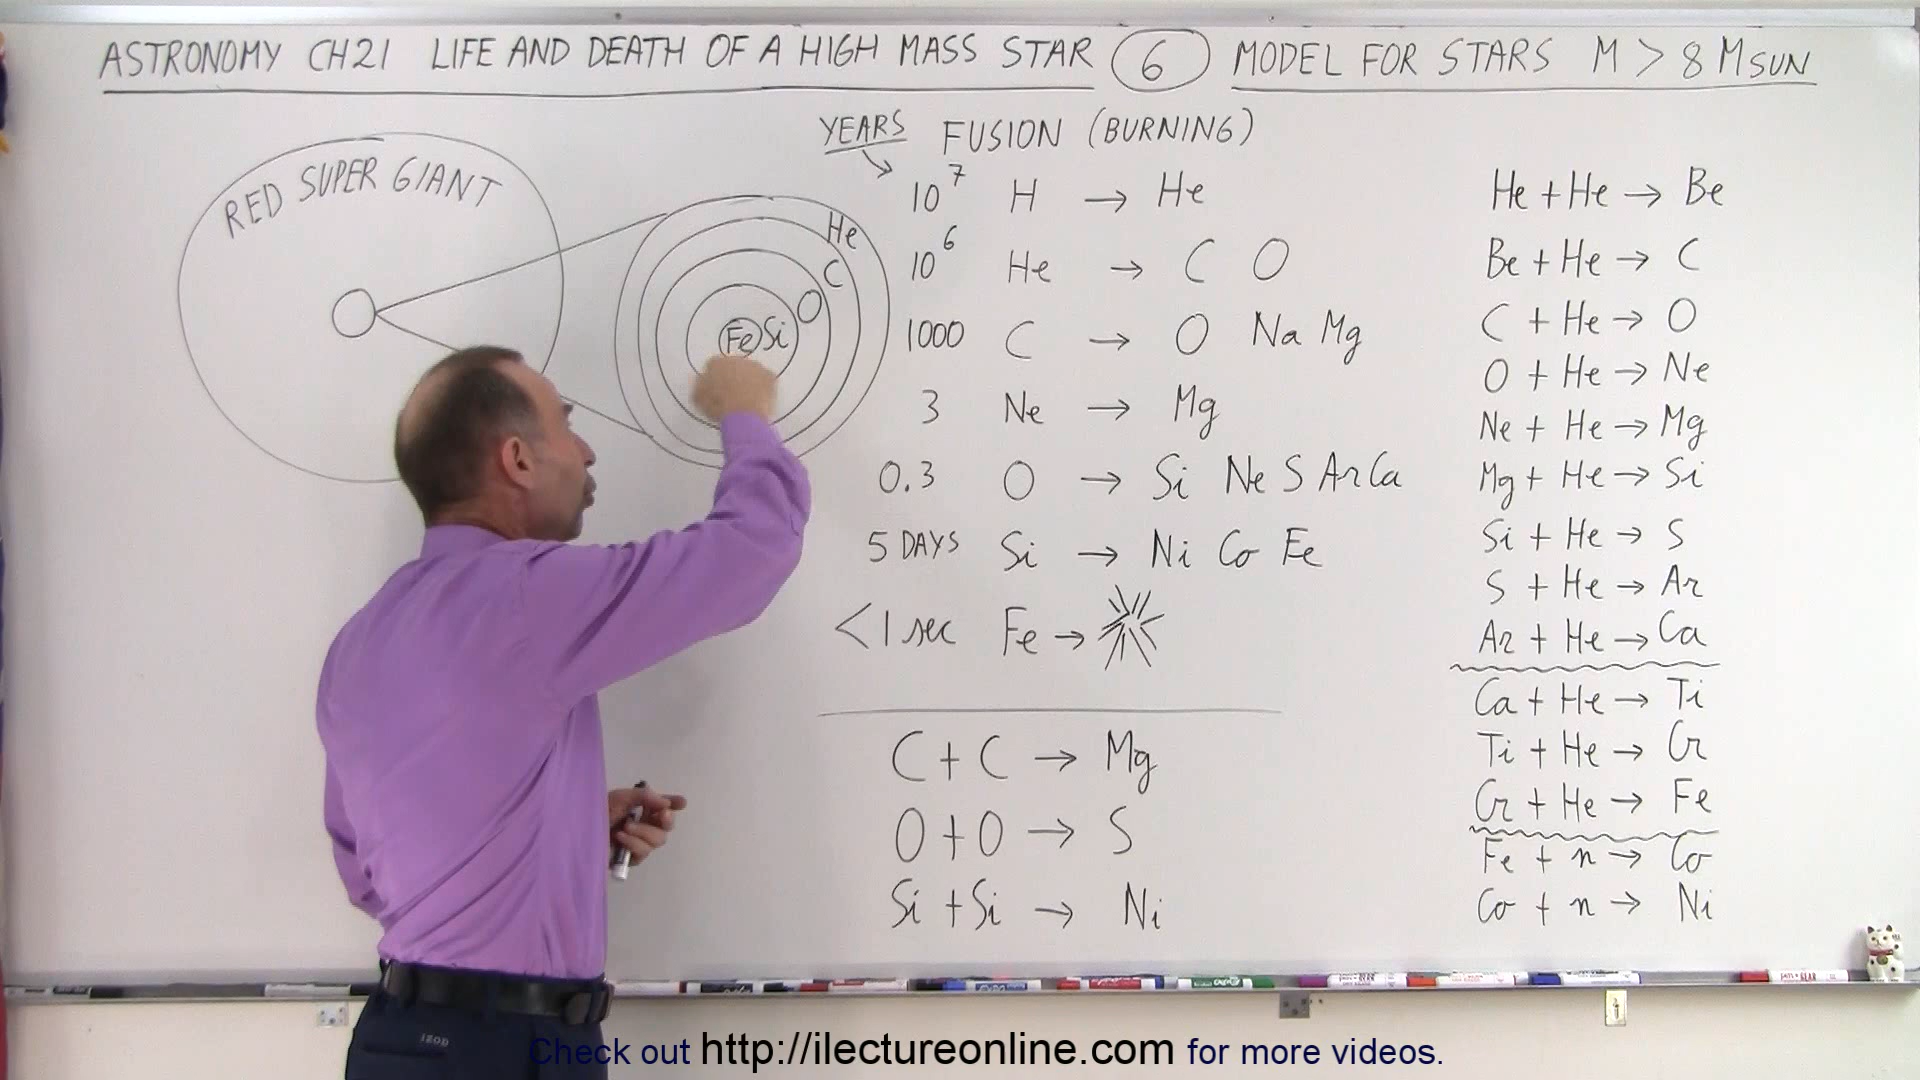 ASTRONOMY CH21 LIFE AND DEATH OF A HIGH MASS STAR 6 MODEL FOR STARS M > 8 MSUN
RED SUPER GIANT
He
C
O
Fe Si
YEARS FUSION (BURNING)
10^7 H → He
10^6 He → C O
1000 C → O Na Mg
3 Ne → Mg
0.3 O → Si Ne S Ar Ca
5 DAYS Si → Ni Co Fe
<1 sec Fe →
C + C → Mg
O + O → S
Si + Si → Ni
He + He → Be
Be + He → C
C + He → O
O + He → Ne
Ne + He → Mg
Mg + He → Si
Si + He → S
S + He → Ar
Ar + He → Ca
Ca + He → Ti
Ti + He → Cr
Cr + He → Fe
Fe + n → Co
Co + n → Ni
IZOD
Check out http://ilectureonline.com for more videos.